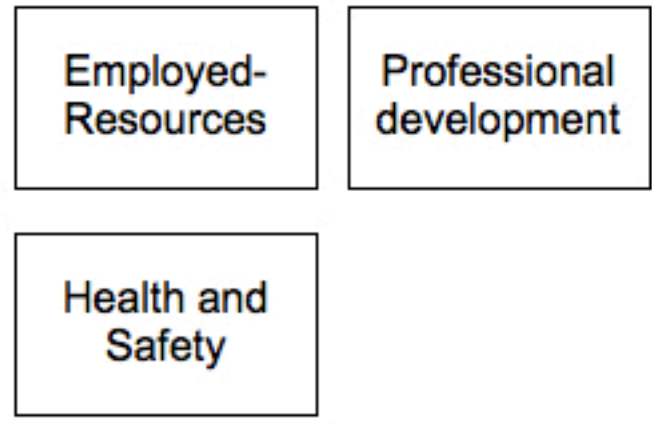 Employed-
Resources
Professional
development
Health and
Safety